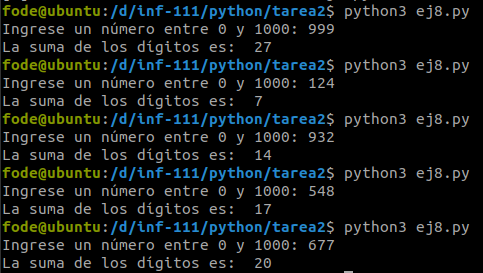 fode@ubuntu:/d/inf-111/python/tarea2$ python3 ej8.py
Ingrese un número entre 0 y 1000: 999
La suma de los dígitos es:  27
fode@ubuntu:/d/inf-111/python/tarea2$ python3 ej8.py
Ingrese un número entre 0 y 1000: 124
La suma de los dígitos es:  7
fode@ubuntu:/d/inf-111/python/tarea2$ python3 ej8.py
Ingrese un número entre 0 y 1000: 932
La suma de los dígitos es:  14
fode@ubuntu:/d/inf-111/python/tarea2$ python3 ej8.py
Ingrese un número entre 0 y 1000: 548
La suma de los dígitos es:  17
fode@ubuntu:/d/inf-111/python/tarea2$ python3 ej8.py
Ingrese un número entre 0 y 1000: 677
La suma de los dígitos es:  20